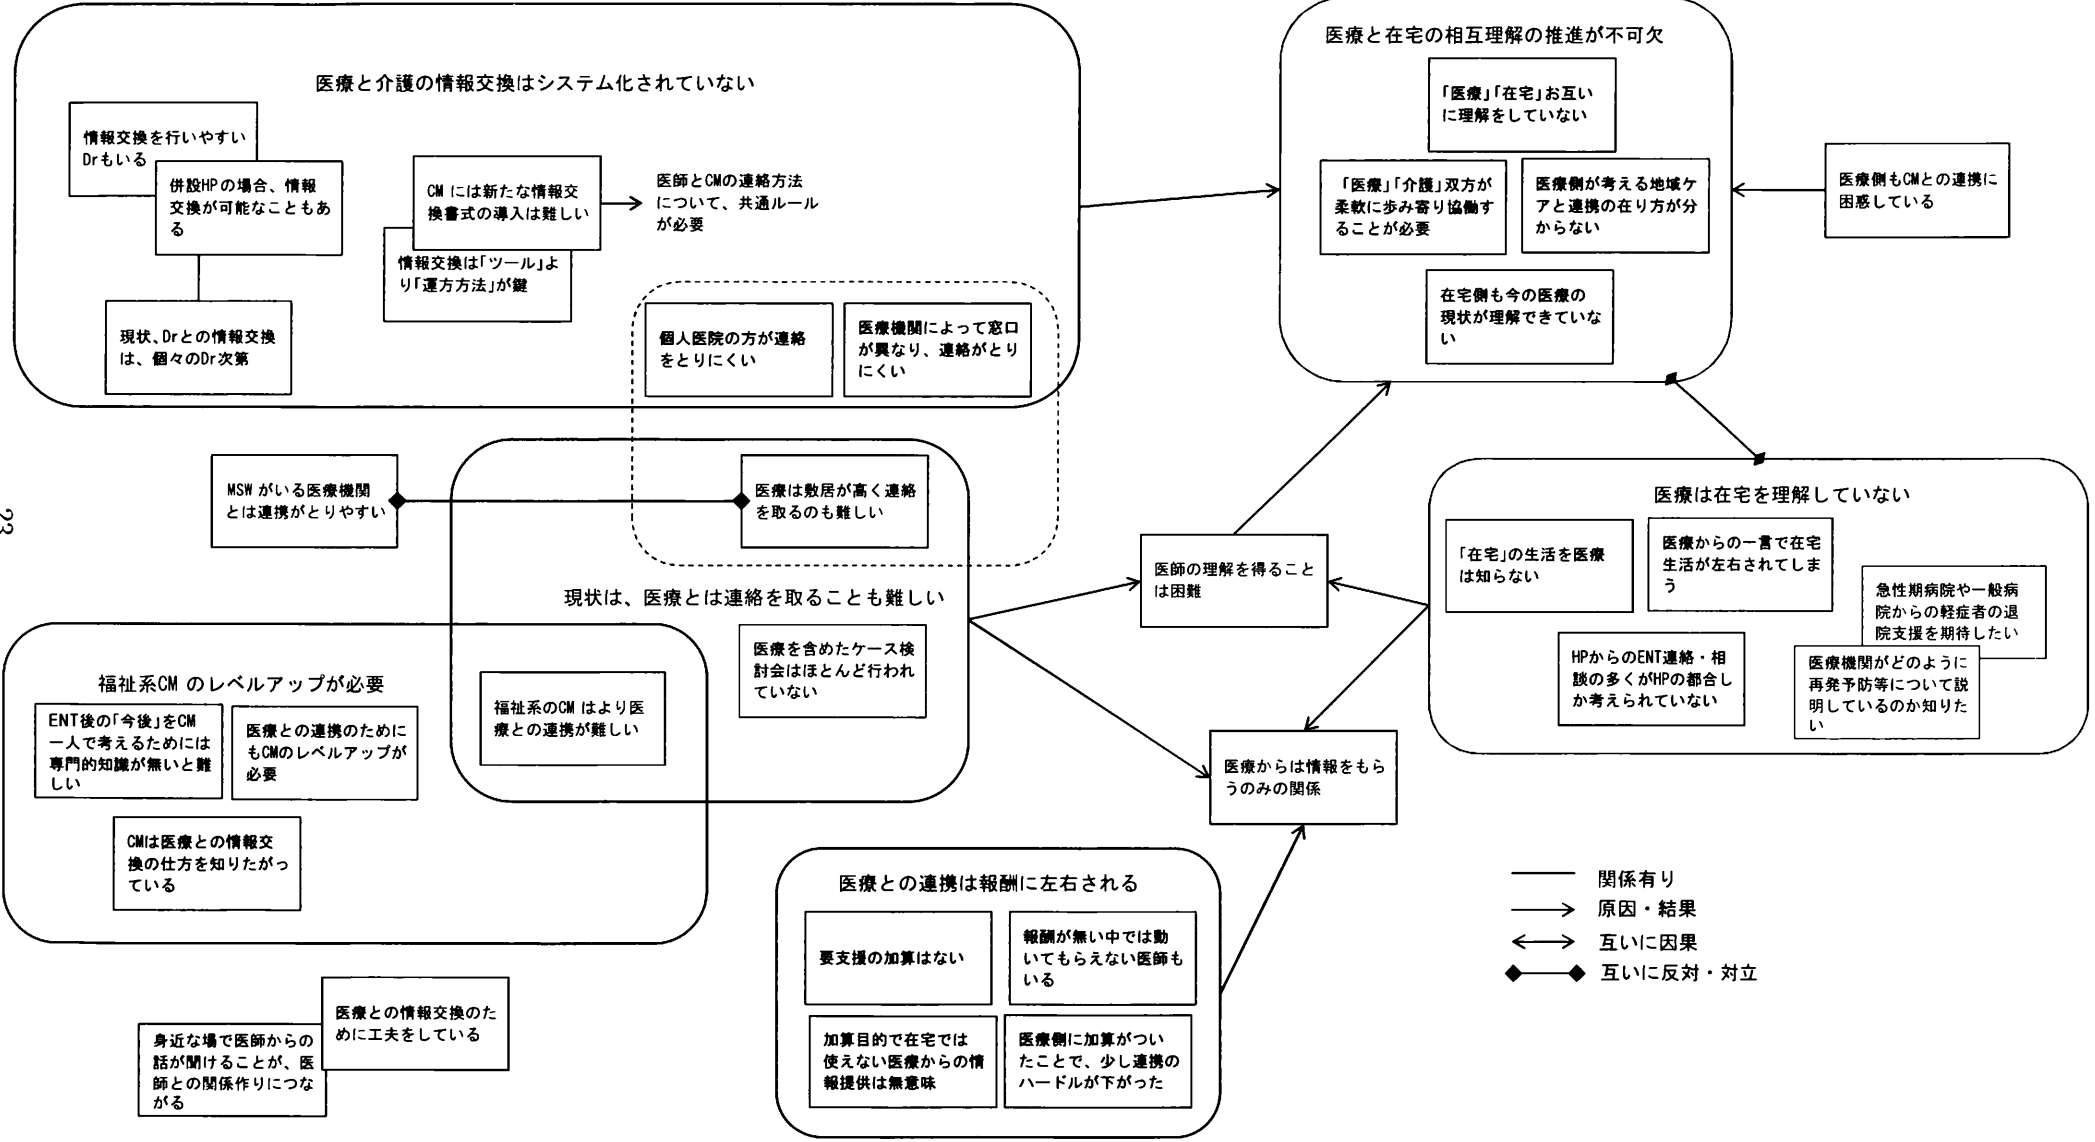 医療と介護の情報交換はシステム化されていない
情報交換を行いやすい
Drもいる
併設HPの場合、情報
交換が可能なこともあ
る
現状、Drとの情報交換
は、個々のDr次第
CMには新たな情報交
換書式の導入は難しい
情報交換は「ツール」よ
り「運方方法」が鍵
医師とCMの連絡方法
について、共通ルール
が必要
個人医院の方が連絡
をとりにくい
医療機関によって窓口
が異なり、連絡がとり
にくい
医療と在宅の相互理解の推進が不可欠
「医療」「在宅」お互い
に理解をしていない
「医療」「介護」双方が
柔軟に歩み寄り協働す
ることが必要
医療側が考える地域ケ
アと連携の在り方が分
からない
在宅側も今の医療の
現状が理解できていな
い
医療側もCMとの連携に
困惑している
MSWがいる医療機関
とは連携がとりやすい
医療は敷居が高く連絡
を取るのも難しい
現状は、医療とは連絡を取ることも難しい
医療を含めたケース検
討会はほとんど行われ
ていない
福祉系のCMはより医
療との連携が難しい
医師の理解を得ること
は困難
医療は在宅を理解していない
「在宅」の生活を医療
は知らない
医療からの一言で在宅
生活が左右されてしま
う
急性期病院や一般病
院からの軽症者の退
院支援を期待したい
HPからのENT連絡・相
談の多くがHPの都合し
か考えられていない
医療機関がどのように
再発予防等について説
明しているのか知りた
い
福祉系CMのレベルアップが必要
ENT後の「今後」をCM
一人で考えるためには
専門的知識が無いと難
しい
医療との連携のために
もCMのレベルアップが
必要
CMは医療との情報交
換の仕方を知りたがっ
ている
医療からは情報をもら
うのみの関係
医療との連携は報酬に左右される
要支援の加算はない
報酬が無い中では動
いてもらえない医師も
いる
加算目的で在宅では
使えない医療からの情
報提供は無意味
医療側に加算がつい
たことで、少し連携の
ハードルが下がった
医療との情報交換のた
めに工夫をしている
身近な場で医師からの
話が聞けることが、医
師との関係作りにつな
がる
関係有り
原因・結果
互いに因果
互いに反対・対立
23